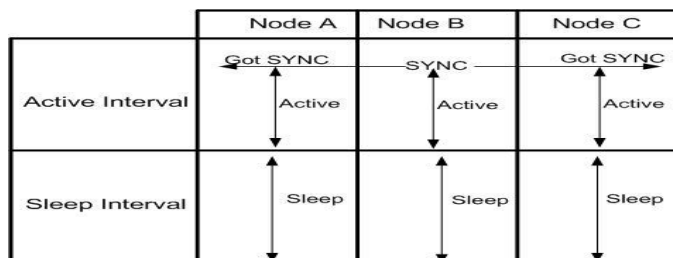 Node A Node B Node C
Got SYNC SYNC Got SYNC
Active Interval Active Active Active
Sleep Interval Sleep Sleep Sleep